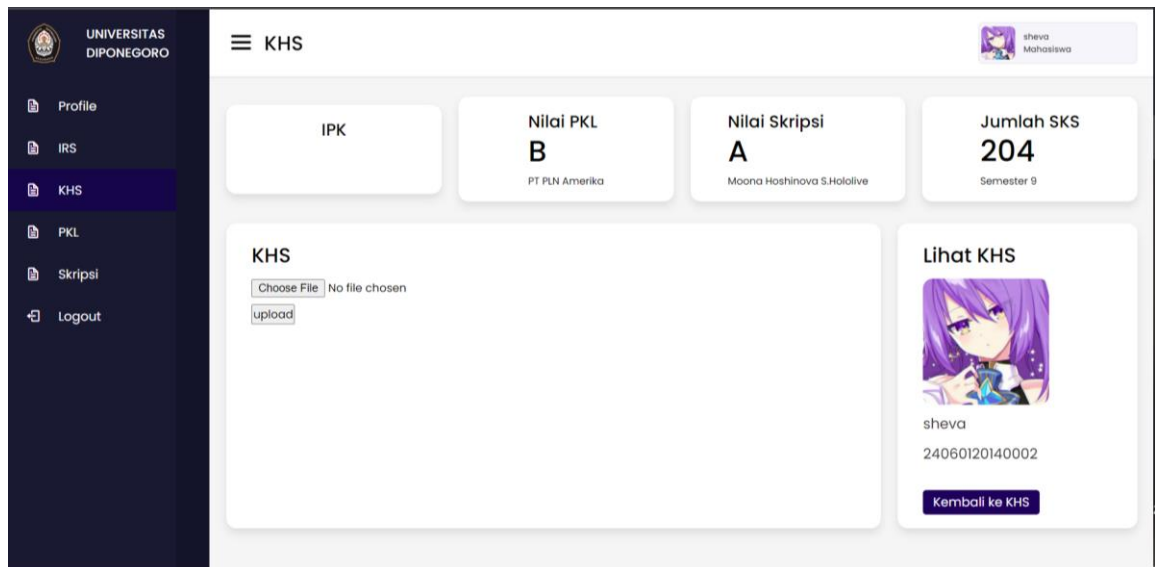 UNIVERSITAS
DIPONEGORO
KHS
sheva
Mahasiswa
Profile
IRS
KHS
PKL
Skripsi
Logout
IPK
Nilai PKL
B
PT PLN Amerika
Nilai Skripsi
A
Moona Hoshinova S.Hololive
Jumlah SKS
204
Semester 9
KHS
Choose File No file chosen
upload
Lihat KHS
sheva
24060120140002
Kembali ke KHS